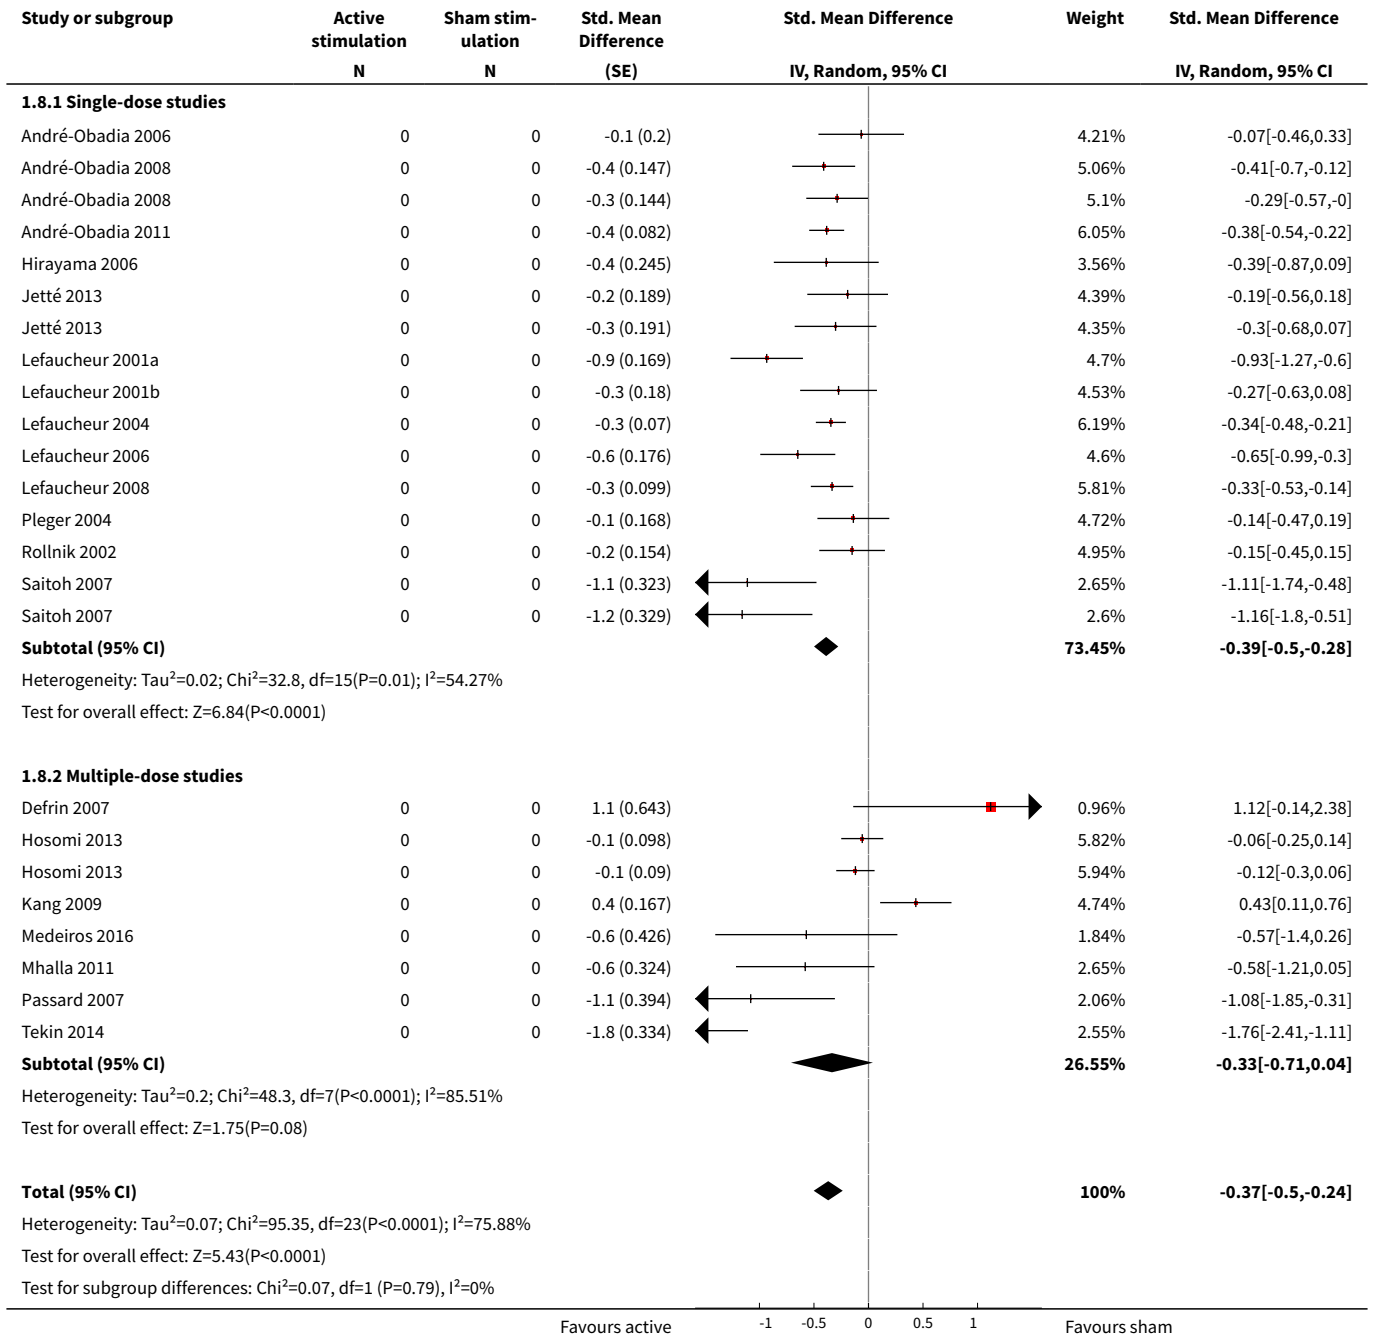 Study or subgroup Active stimulation Sham stim-ulation Std. Mean Difference Std. Mean Difference Weight Std. Mean Difference
N N (SE) IV, Random, 95% CI IV, Random, 95% CI
1.8.1 Single-dose studies
André-Obadia 2006 0 0 -0.1 (0.2) 4.21% -0.07[-0.46,0.33]
André-Obadia 2008 0 0 -0.4 (0.147) 5.06% -0.41[-0.7,-0.12]
André-Obadia 2008 0 0 -0.3 (0.144) 5.1% -0.29[-0.57,-0]
André-Obadia 2011 0 0 -0.4 (0.082) 6.05% -0.38[-0.54,-0.22]
Hirayama 2006 0 0 -0.4 (0.245) 3.56% -0.39[-0.87,0.09]
Jetté 2013 0 0 -0.2 (0.189) 4.39% -0.19[-0.56,0.18]
Jetté 2013 0 0 -0.3 (0.191) 4.35% -0.3[-0.68,0.07]
Lefaucheur 2001a 0 0 -0.9 (0.169) 4.7% -0.93[-1.27,-0.6]
Lefaucheur 2001b 0 0 -0.3 (0.18) 4.53% -0.27[-0.63,0.08]
Lefaucheur 2004 0 0 -0.3 (0.07) 6.19% -0.34[-0.48,-0.21]
Lefaucheur 2006 0 0 -0.6 (0.176) 4.6% -0.65[-0.99,-0.3]
Lefaucheur 2008 0 0 -0.3 (0.099) 5.81% -0.33[-0.53,-0.14]
Pleger 2004 0 0 -0.1 (0.168) 4.72% -0.14[-0.47,0.19]
Rollnik 2002 0 0 -0.2 (0.154) 4.95% -0.15[-0.45,0.15]
Saitoh 2007 0 0 -1.1 (0.323) 2.65% -1.11[-1.74,-0.48]
Saitoh 2007 0 0 -1.2 (0.329) 2.6% -1.16[-1.8,-0.51]
Subtotal (95% CI) 73.45% -0.39[-0.5,-0.28]
Heterogeneity: Tau²=0.02; Chi²=32.8, df=15(P=0.01); I²=54.27%
Test for overall effect: Z=6.84(P<0.0001)
1.8.2 Multiple-dose studies
Defrin 2007 0 0 1.1 (0.643) 0.96% 1.12[-0.14,2.38]
Hosomi 2013 0 0 -0.1 (0.098) 5.82% -0.06[-0.25,0.14]
Hosomi 2013 0 0 -0.1 (0.09) 5.94% -0.12[-0.3,0.06]
Kang 2009 0 0 0.4 (0.167) 4.74% 0.43[0.11,0.76]
Medeiros 2016 0 0 -0.6 (0.426) 1.84% -0.57[-1.4,0.26]
Mhalla 2011 0 0 -0.6 (0.324) 2.65% -0.58[-1.21,0.05]
Passard 2007 0 0 -1.1 (0.394) 2.06% -1.08[-1.85,-0.31]
Tekin 2014 0 0 -1.8 (0.334) 2.55% -1.76[-2.41,-1.11]
Subtotal (95% CI) 26.55% -0.33[-0.71,0.04]
Heterogeneity: Tau²=0.2; Chi²=48.3, df=7(P<0.0001); I²=85.51%
Test for overall effect: Z=1.75(P=0.08)
Total (95% CI) 100% -0.37[-0.5,-0.24]
Heterogeneity: Tau²=0.07; Chi²=95.35, df=23(P<0.0001); I²=75.88%
Test for overall effect: Z=5.43(P<0.0001)
Test for subgroup differences: Chi²=0.07, df=1 (P=0.79), I²=0%
Favours active -1 -0.5 0 0.5 1 Favours sham